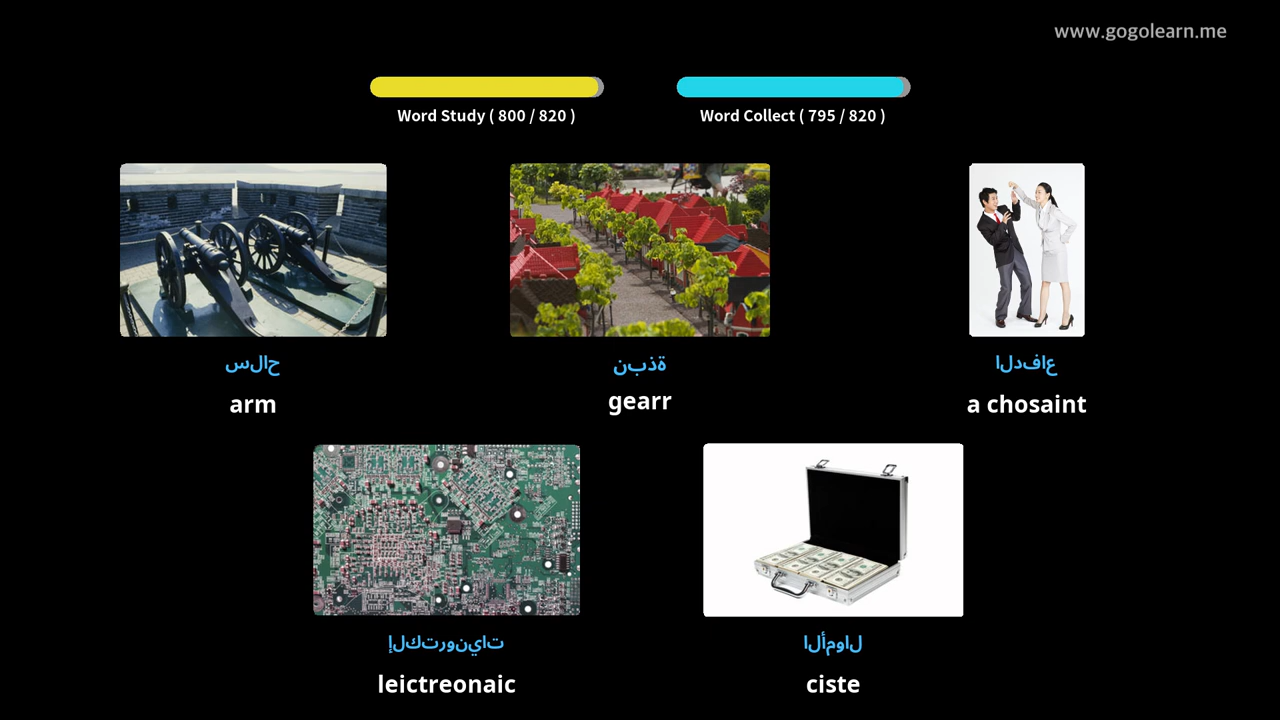 www.gogolearn.me
Word Study ( 800 / 820 )
Word Collect ( 795 / 820 )
سلاح
نبذة
الدفاع
arm
gearr
a chosaint
إلكترونيات
الأموال
leictreonaic
ciste